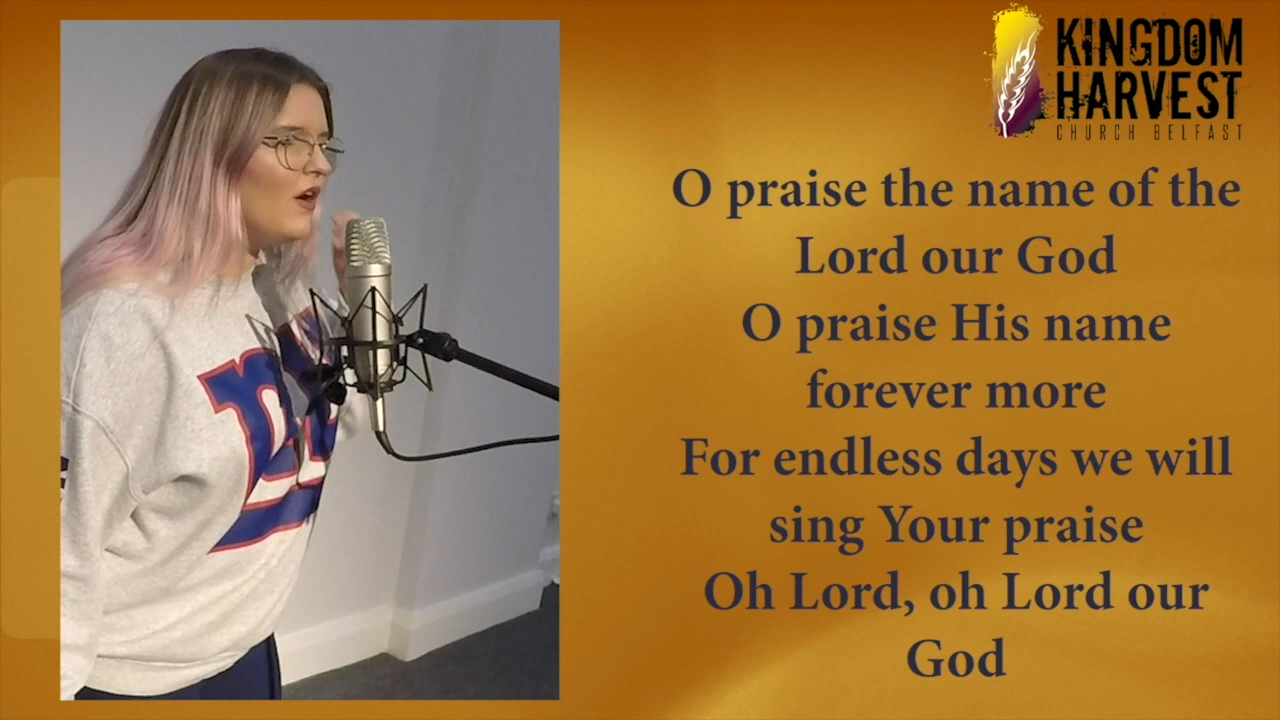 KINGDOM
HARVEST
CHURCH BELFAST
O praise the name of the
Lord our God
O praise His name
forever more
For endless days we will
sing Your praise
Oh Lord, oh Lord our
God
ny